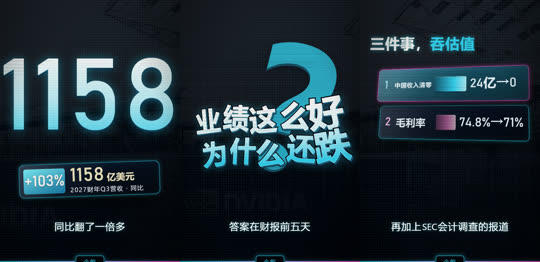 1158
+103%
1158 亿美元
2027财年Q3营收 · 同比
同比翻了一倍多
?
业绩这么好
为什么还跌
NVIDIA
答案在财报前五天
三件事，吞估值
1 中国收入清零 24亿→0
2 毛利率 74.8%→71%
再加上SEC会计调查的报道